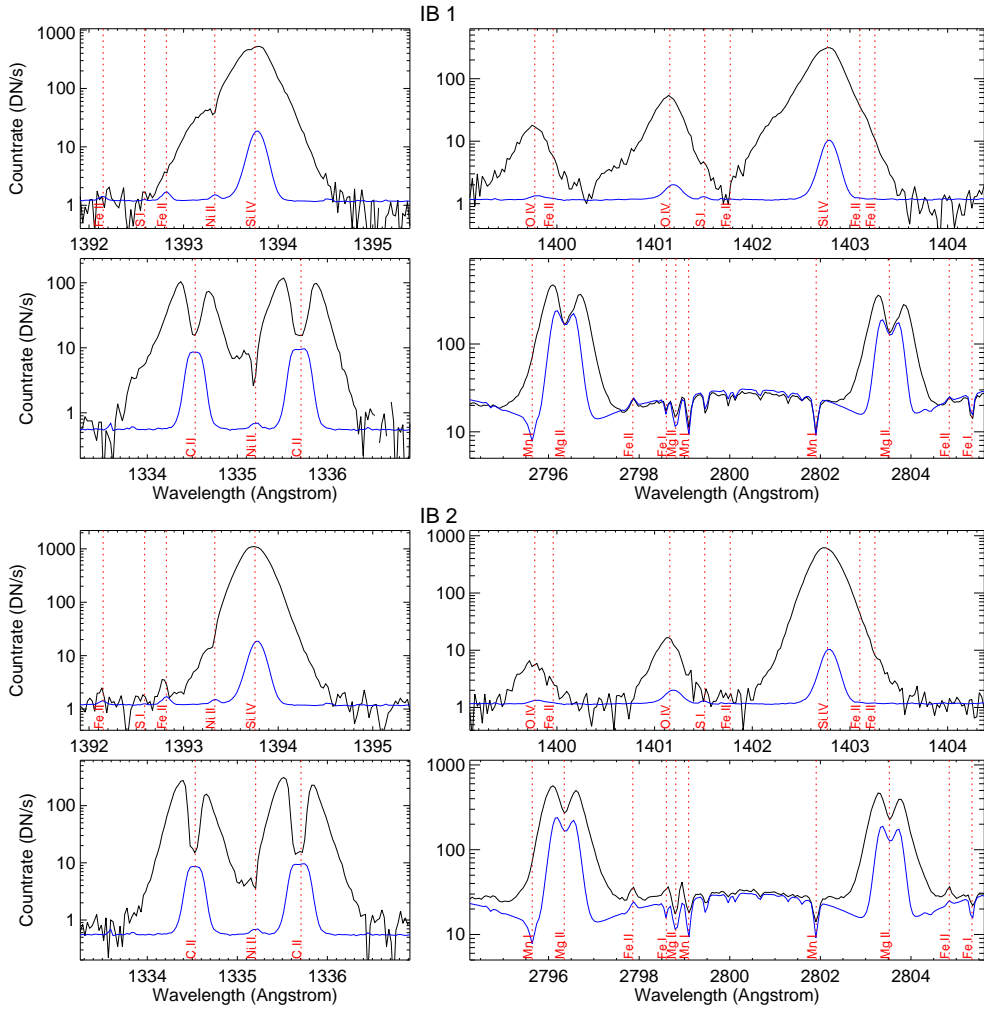 IB 1
Countrate (DN/s)
1000
100
10
1
Fe II
S I
Fe II
Ni II
Si IV
1392
1393
1394
1395
100
10
1
O IV
Fe II
O IV
S I
Fe II
Si IV
Fe II
Fe II
1400
1401
1402
1403
1404
Countrate (DN/s)
100
10
1
C II
Ni II
C II
1334
1335
1336
Wavelength (Angstrom)
100
10
Mn I
Mg II
Fe II
Fe I
Mg II
Mn I
Mn I
Mg II
Fe II
Fe I
2796
2798
2800
2802
2804
Wavelength (Angstrom)
IB 2
Countrate (DN/s)
1000
100
10
1
Fe II
S I
Fe II
Ni II
Si IV
1392
1393
1394
1395
1000
100
10
1
O IV
Fe II
O IV
S I
Fe II
Si IV
Fe II
Fe II
1400
1401
1402
1403
1404
Countrate (DN/s)
100
10
1
C II
Ni II
C II
1334
1335
1336
Wavelength (Angstrom)
1000
100
10
Mn I
Mg II
Fe II
Fe I
Mg II
Mn I
Mn I
Mg II
Fe II
Fe I
2796
2798
2800
2802
2804
Wavelength (Angstrom)